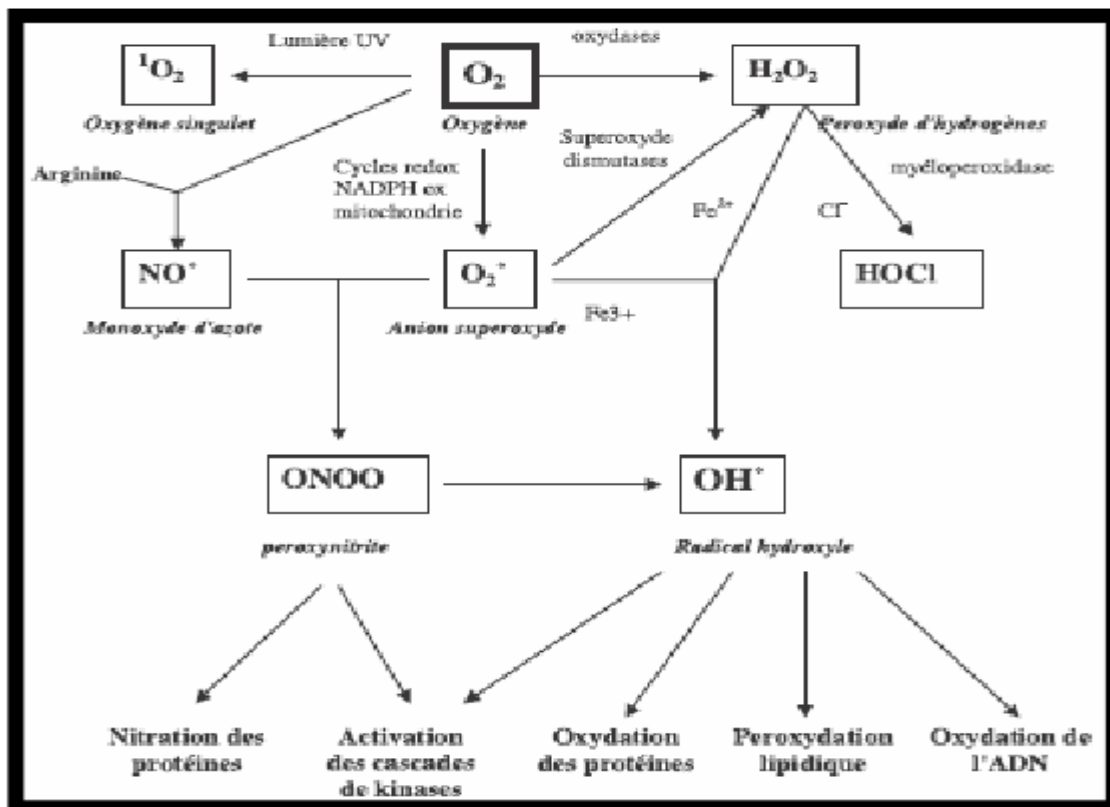 Lumière UV
oxydases
¹O₂
O₂
H₂O₂
Oxygène singulet
Oxygène
Peroxyde d'hydrogènes
Arginine
Cycles redox
NADPH ox
mitochondrie
Superoxyde
dismutases
myéloperoxidase
Fe²⁺
Cl⁻
NO°
O₂°
HOCl
Monoxyde d'azote
Anion superoxyde
Fe3+
ONOO
OH°
peroxynitrite
Radical hydroxyle
Nitration des
protéines
Activation
des cascades
de kinases
Oxydation
des protéines
Peroxydation
lipidique
Oxydation de
l'ADN